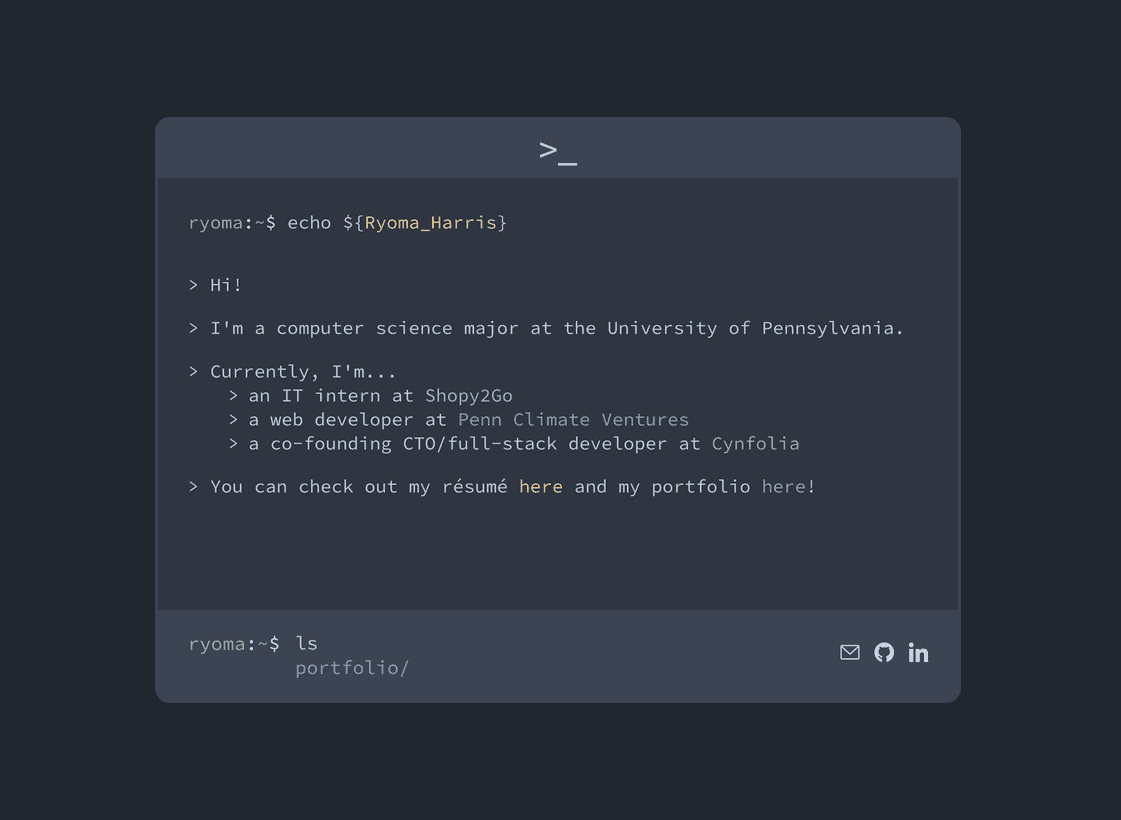 >_
ryoma:~$ echo ${Ryoma_Harris}
> Hi!
> I'm a computer science major at the University of Pennsylvania.
> Currently, I'm...
> an IT intern at Shopy2Go
> a web developer at Penn Climate Ventures
> a co-founding CTO/full-stack developer at Cynfolia
> You can check out my résumé here and my portfolio here!
ryoma:~$ ls
portfolio/
in